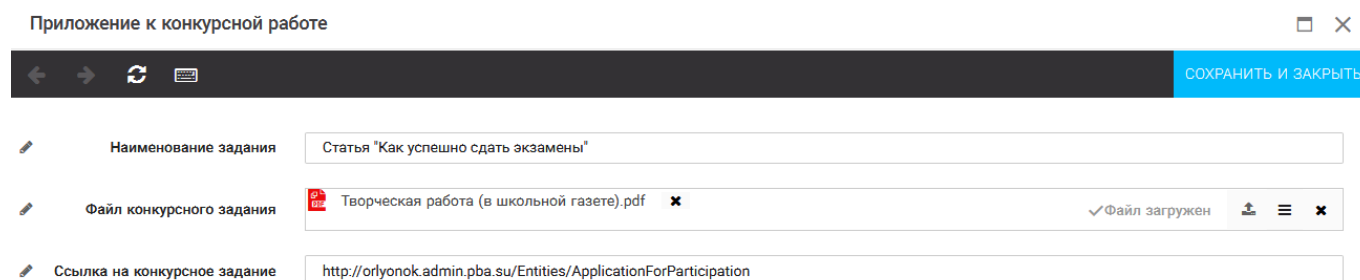 Приложение к конкурсной работе
СОХРАНИТЬ И ЗАКРЫТЬ
Наименование задания Статья "Как успешно сдать экзамены"
Файл конкурсного задания Творческая работа (в школьной газете).pdf Файл загружен
Ссылка на конкурсное задание http://orlyonok.admin.pba.su/Entities/ApplicationForParticipation